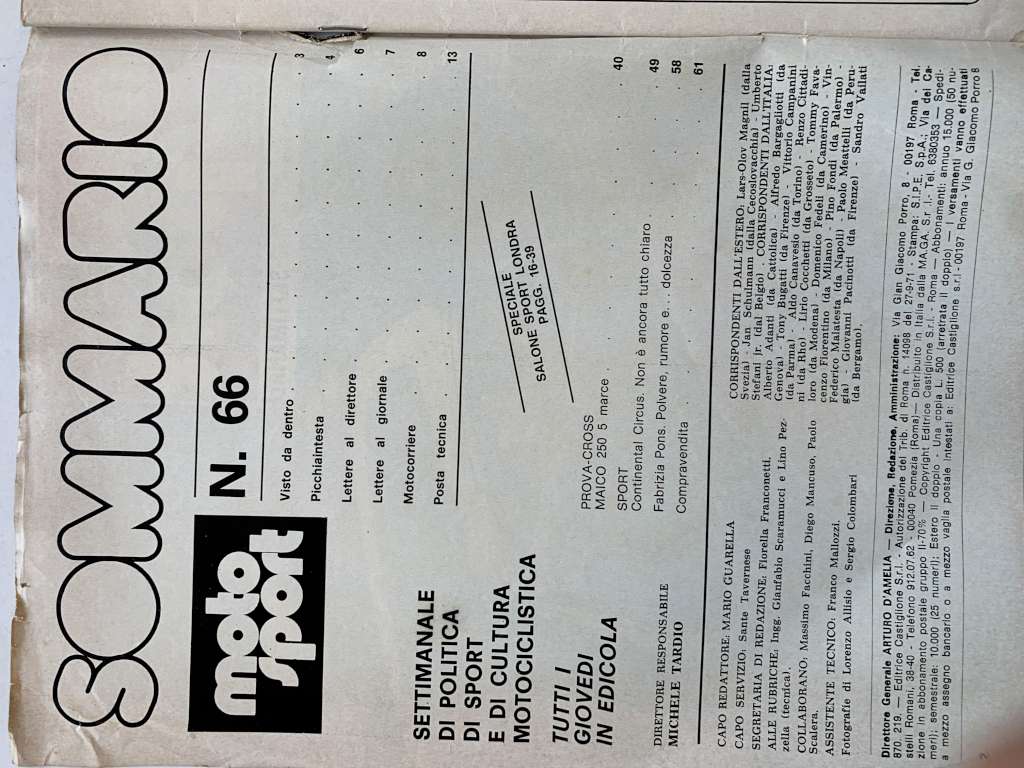 SOMMARIO
moto
sport
N. 66
Visto da dentro . . . 3
Picchiaintesta . . . 4
Lettere al direttore . . . 6
Lettere al giornale . . . 7
Motocorriere . . . 8
Posta tecnica . . . 13
SETTIMANALE
DI POLITICA
DI SPORT
E DI CULTURA
MOTOCICLISTICA
TUTTI I
GIOVEDI
IN EDICOLA
SPECIALE
SALONE SPORT LONDRA
PAGG. 16-39
PROVA-CROSS
MAICO 250 5 marce . . . 40
SPORT
Continental Circus. Non è ancora tutto chiaro . . . 49
Fabrizia Pons. Polvere, rumore e... dolcezza . . . 58
Compravendita . . . 61
DIRETTORE RESPONSABILE
MICHELE TARDIO
CAPO REDATTORE: MARIO GUARELLA
CAPO SERVIZIO: Sante Tavernese
SEGRETARIA DI REDAZIONE: Fiorella Franconetti.
ALLE RUBRICHE: Ingg. Gianfabio Scaramucci e Lino Pez-
zella (tecnica).
COLLABORANO: Massimo Facchini, Diego Mancuso, Paolo
Scalera.
ASSISTENTE TECNICO: Franco Mallozzi.
Fotografie di Lorenzo Allisio e Sergio Colombari
CORRISPONDENTI DALL'ESTERO: Lars-Olov Magnil (dalla
Svezia) - Jan Schulmann (dalla Cecoslovacchia) - Umberto
Stefani jr. (dal Belgio) - CORRISPONDENTI DALL'ITALIA:
Alberto Adanti (da Cattolica) - Alfredo Bargagliotti (da
Genova) - Tony Bugatti (da Firenze) - Vittorio Campanini
(da Parma) - Aldo Canavesio (da Torino) - Renzo Cittadi-
ni (da Rho) - Lirio Cocchetti (da Grosseto) - Tommy Fava-
loro (da Modena) - Domenico Fedeli (da Camerino) - Vin-
cenzo Fiorentino (da Milano) - Pino Fondi (da Palermo) -
Federico Malatesta (da Napoli) - Paolo Meattelli (da Peru-
gia) - Giovanni Pacinotti (da Firenze) - Sandro Vailati
(da Bergamo).
Direttore Generale ARTURO D'AMELIA — Direzione, Redazione, Amministrazione: Via Gian Giacomo Porro, 8 - 00197 Roma - Tel.
870. 219. — Editrice Castiglione S.r.l. - Autorizzazione del Trib. di Roma n. 14098 del 27-9-71 - Stampa: S.I.P.E. S.p.A.; Via dei Ca-
stelli Romani, 38-40 - Telefono 912.07.62 - 00040 Pomezia (Roma) — Distribuito in Italia dalla MA.GA. S.r.l.- Tel. 6380353 — Spedi-
zione in abbonamento postale gruppo II-70% — Copyright Editrice Castiglione S.r.l. - Roma — Abbonamenti: annuo 15.000 (50 nu-
meri); semestrale: 10.000 (25 numeri); Estero il doppio - Una copia L. 500 (arretrata il doppio) — I versamenti vanno effettuati
a mezzo assegno bancario o a mezzo vaglia postale intestati a: Editrice Castiglione s.r.l - 00197 Roma - Via G. Giacomo Porro 8
2